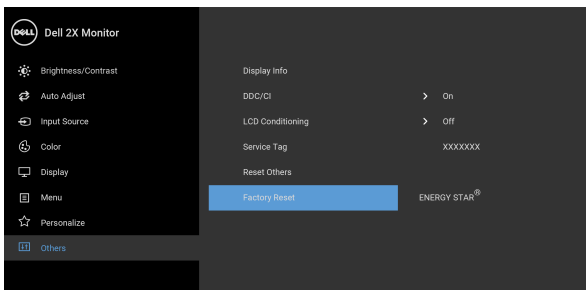 DELL Dell 2X Monitor
Brightness/Contrast
Auto Adjust
Input Source
Color
Display
Menu
Personalize
Others
Display Info
DDC/CI > On
LCD Conditioning > Off
Service Tag XXXXXXX
Reset Others
Factory Reset ENERGY STAR®